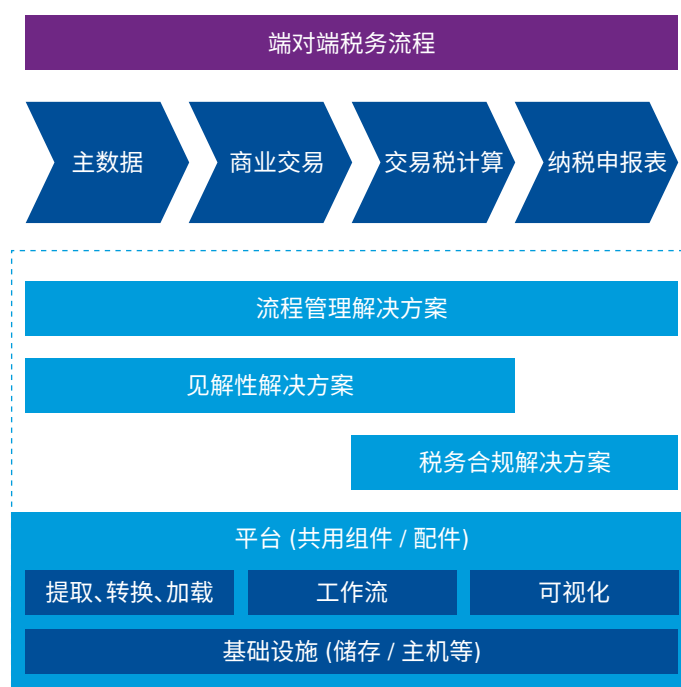 端对端税务流程
主数据
商业交易
交易税计算
纳税申报表
流程管理解决方案
见解性解决方案
税务合规解决方案
平台 (共用组件 / 配件)
提取、转换、加载
工作流
可视化
基础设施 (储存 / 主机等)